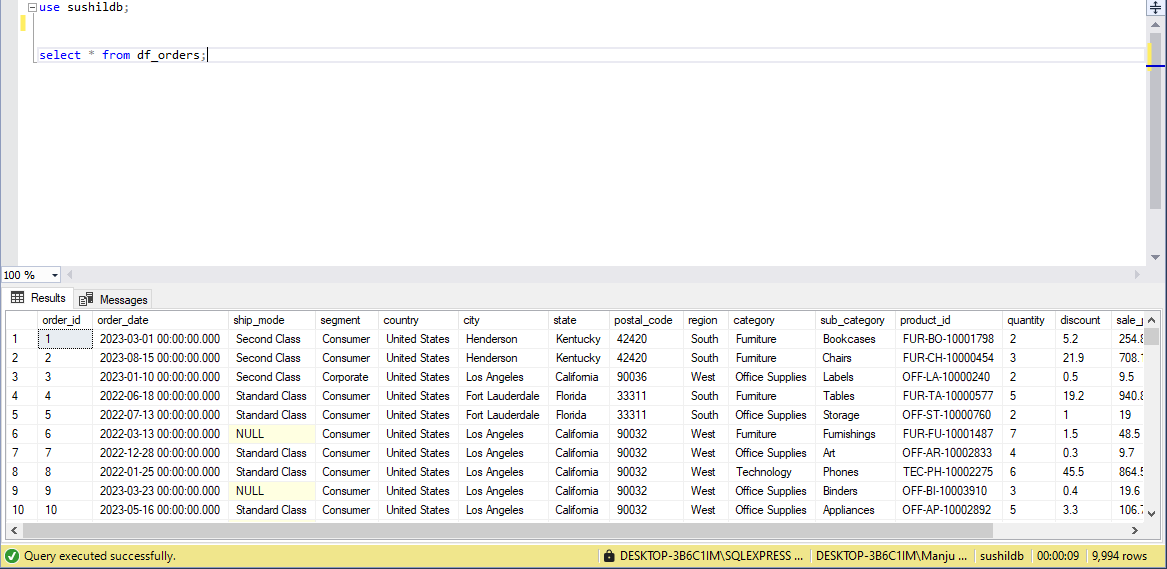 use sushildb;
select * from df_orders;
100 %
Results Messages
order_id order_date ship_mode segment country city state postal_code region category sub_category product_id quantity discount sale_p
1 1 2023-03-01 00:00:00.000 Second Class Consumer United States Henderson Kentucky 42420 South Furniture Bookcases FUR-BO-10001798 2 5.2 254.8
2 2 2023-08-15 00:00:00.000 Second Class Consumer United States Henderson Kentucky 42420 South Furniture Chairs FUR-CH-10000454 3 21.9 708.1
3 3 2023-01-10 00:00:00.000 Second Class Corporate United States Los Angeles California 90036 West Office Supplies Labels OFF-LA-10000240 2 0.5 9.5
4 4 2022-06-18 00:00:00.000 Standard Class Consumer United States Fort Lauderdale Florida 33311 South Furniture Tables FUR-TA-10000577 5 19.2 940.8
5 5 2022-07-13 00:00:00.000 Standard Class Consumer United States Fort Lauderdale Florida 33311 South Office Supplies Storage OFF-ST-10000760 2 1 19
6 6 2022-03-13 00:00:00.000 NULL Consumer United States Los Angeles California 90032 West Furniture Furnishings FUR-FU-10001487 7 1.5 48.5
7 7 2022-12-28 00:00:00.000 Standard Class Consumer United States Los Angeles California 90032 West Office Supplies Art OFF-AR-10002833 4 0.3 9.7
8 8 2022-01-25 00:00:00.000 Standard Class Consumer United States Los Angeles California 90032 West Technology Phones TEC-PH-10002275 6 45.5 864.5
9 9 2023-03-23 00:00:00.000 NULL Consumer United States Los Angeles California 90032 West Office Supplies Binders OFF-BI-10003910 3 0.4 19.6
10 10 2023-05-16 00:00:00.000 Standard Class Consumer United States Los Angeles California 90032 West Office Supplies Appliances OFF-AP-10002892 5 3.3 106.7
Query executed successfully. DESKTOP-3B6C1IM\SQLEXPRESS ... DESKTOP-3B6C1IM\Manju ... sushildb 00:00:09 9,994 rows